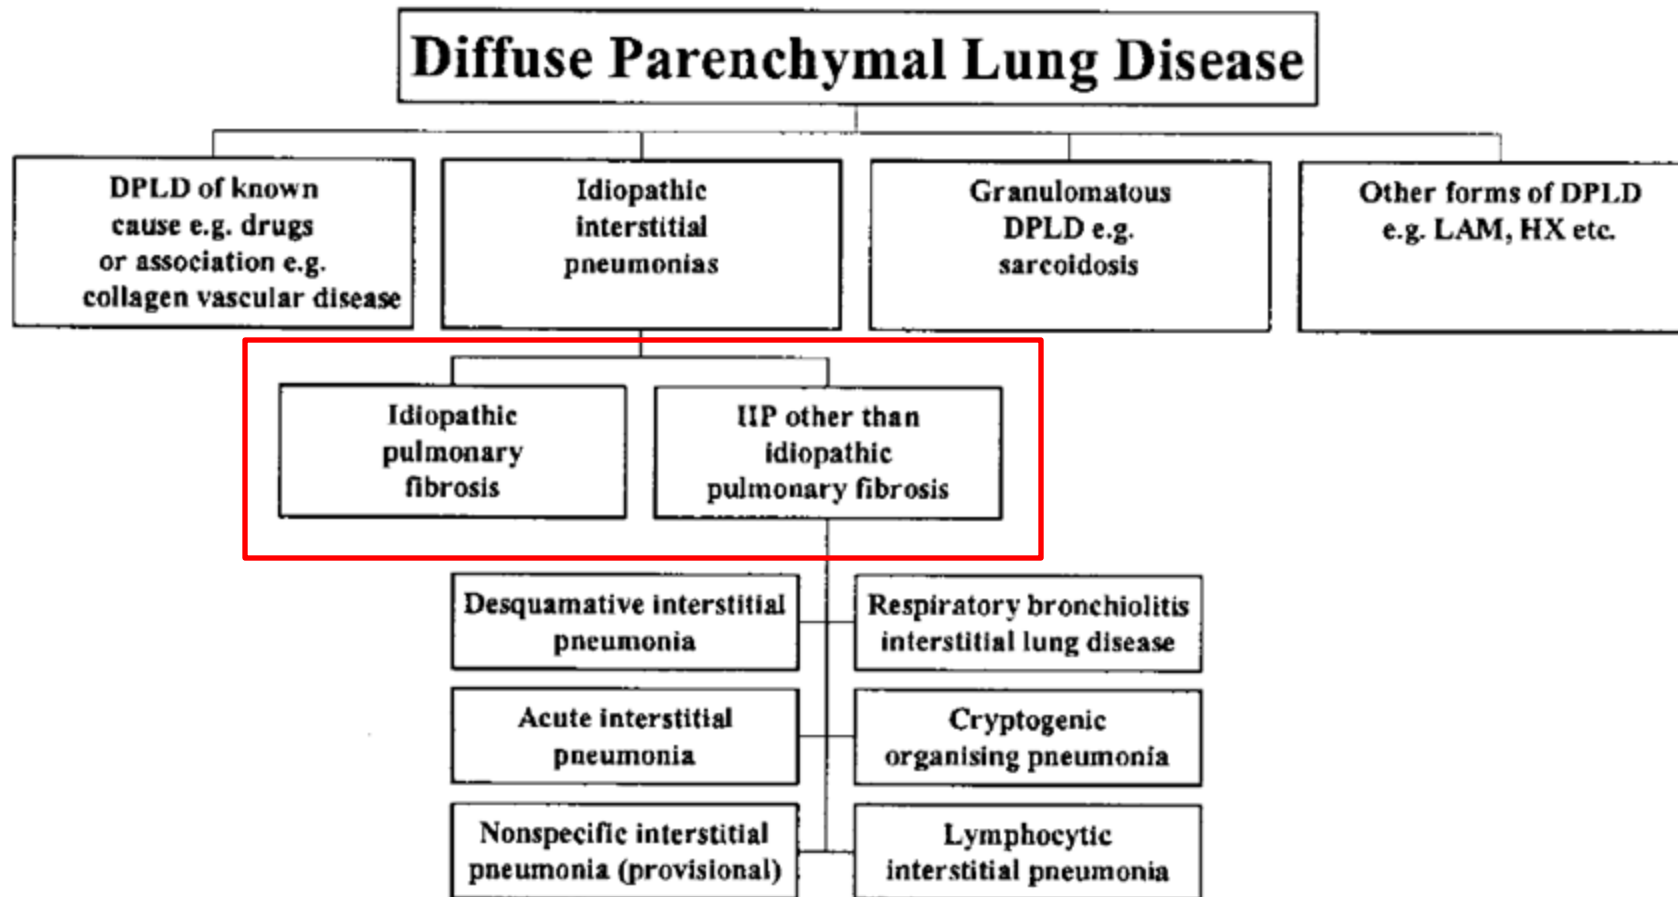 Diffuse Parenchymal Lung Disease
DPLD of known
cause e.g. drugs
or association e.g.
collagen vascular disease
Idiopathic
interstitial
pneumonias
Granulomatous
DPLD e.g.
sarcoidosis
Other forms of DPLD
e.g. LAM, HX etc.
Idiopathic
pulmonary
fibrosis
IIP other than
idiopathic
pulmonary fibrosis
Desquamative interstitial
pneumonia
Respiratory bronchiolitis
interstitial lung disease
Acute interstitial
pneumonia
Cryptogenic
organising pneumonia
Nonspecific interstitial
pneumonia (provisional)
Lymphocytic
interstitial pneumonia